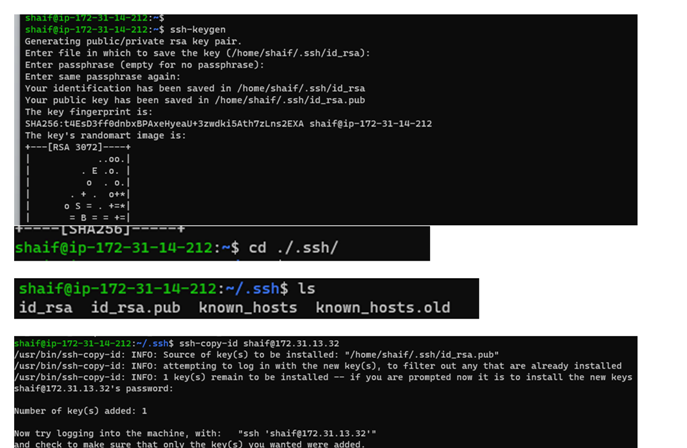 shaif@ip-172-31-14-212:~$
shaif@ip-172-31-14-212:~$ ssh-keygen
Generating public/private rsa key pair.
Enter file in which to save the key (/home/shaif/.ssh/id_rsa):
Enter passphrase (empty for no passphrase):
Enter same passphrase again:
Your identification has been saved in /home/shaif/.ssh/id_rsa
Your public key has been saved in /home/shaif/.ssh/id_rsa.pub
The key fingerprint is:
SHA256:t4EsD3ff0dnbxBPAxeHyeaU+3zwdki5Ath7zLns2EXA shaif@ip-172-31-14-212
The key's randomart image is:
+---[RSA 3072]----+
|            ..oo.|
|         . E .o. |
|          o  . o.|
|       . + .  o+*|
|      o S = . +=*|
|       = B = = +=|
+----[SHA256]-----+
shaif@ip-172-31-14-212:~$ cd ./.ssh/
shaif@ip-172-31-14-212:~/.ssh$ ls
id_rsa  id_rsa.pub  known_hosts  known_hosts.old
shaif@ip-172-31-14-212:~/.ssh$ ssh-copy-id shaif@172.31.13.32
/usr/bin/ssh-copy-id: INFO: Source of key(s) to be installed: "/home/shaif/.ssh/id_rsa.pub"
/usr/bin/ssh-copy-id: INFO: attempting to log in with the new key(s), to filter out any that are already installed
/usr/bin/ssh-copy-id: INFO: 1 key(s) remain to be installed -- if you are prompted now it is to install the new keys
shaif@172.31.13.32's password:
Number of key(s) added: 1
Now try logging into the machine, with:   "ssh 'shaif@172.31.13.32'"
and check to make sure that only the key(s) you wanted were added.